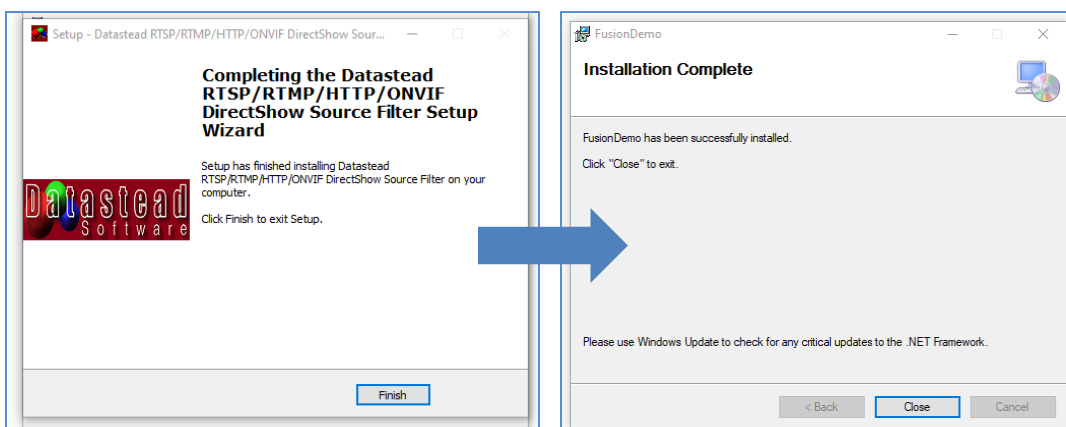 Setup - Datastead RTSP/RTMP/HTTP/ONVIF DirectShow Sour...
Completing the Datastead
RTSP/RTMP/HTTP/ONVIF
DirectShow Source Filter Setup
Wizard
Setup has finished installing Datastead
RTSP/RTMP/HTTP/ONVIF DirectShow Source Filter on your
computer.
Click Finish to exit Setup.
Datastead
Software
Finish
FusionDemo
Installation Complete
FusionDemo has been successfully installed.
Click "Close" to exit.
Please use Windows Update to check for any critical updates to the .NET Framework.
< Back
Close
Cancel